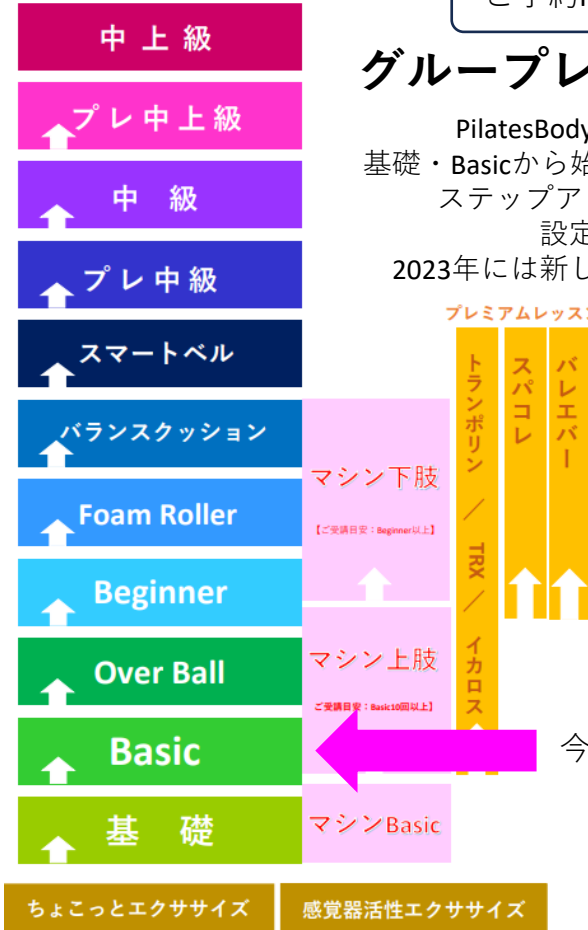 ご予約
グループレ
PilatesBody
基礎・Basicから始
ステップア
設定
2023年には新し
中上級
プレ中上級
中 級
プレ中級
スマートベル
バランスクッション
Foam Roller
Beginner
Over Ball
Basic
基 礎
マシン下肢
【ご受講目安：Beginner以上】
マシン上肢
ご受講目安：Basic10回以上】
マシンBasic
プレミアムレッスン
トランポリン ／ TRX ／ イカロス
スパコレ
バレエバー
今
ちょこっとエクササイズ
感覚器活性エクササイズ